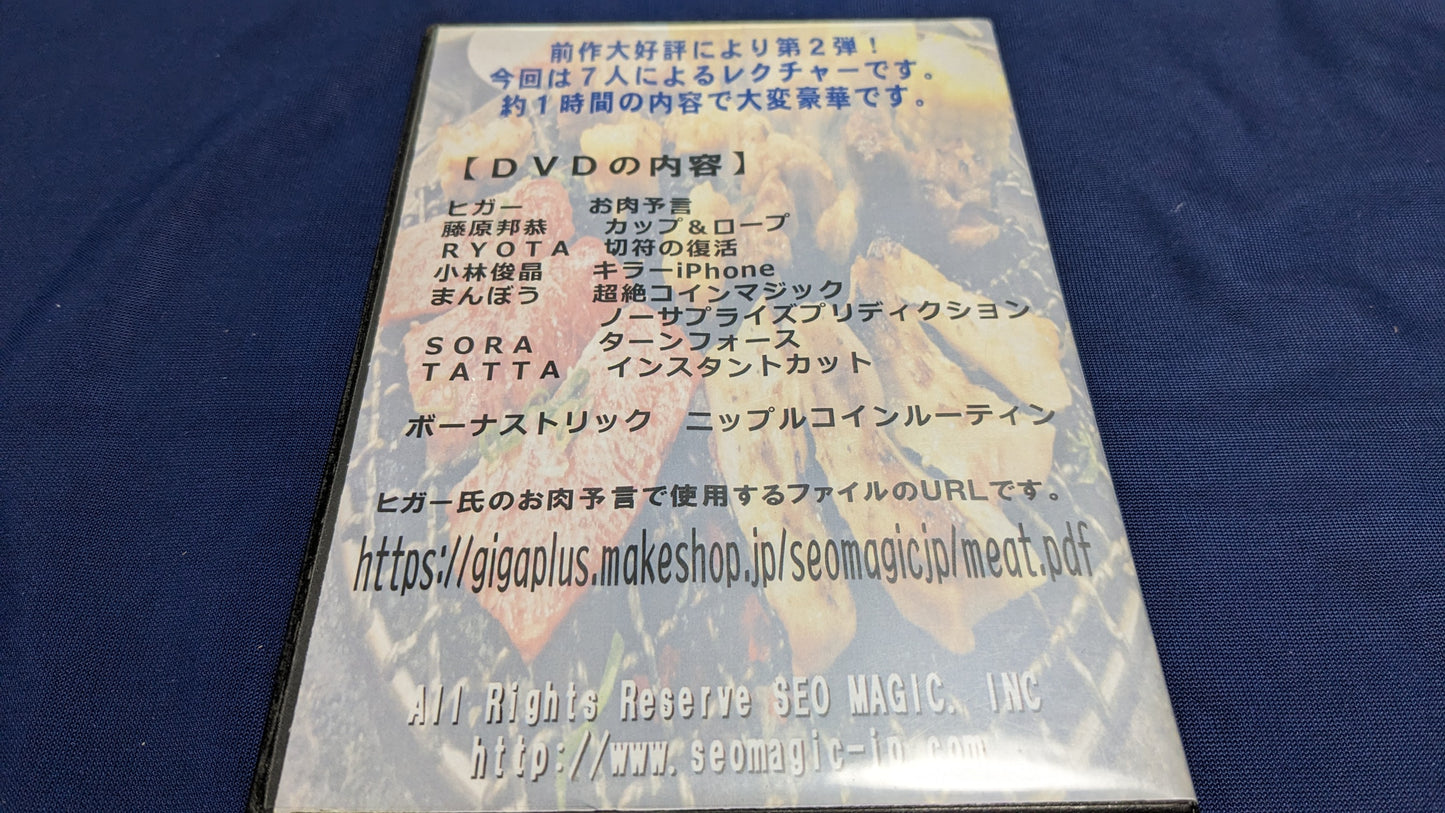 前作大好評により第２弾！
今回は７人によるレクチャーです。
約１時間の内容で大変豪華です。
【ＤＶＤの内容】
ヒガー　お肉予言
藤原邦恭　カップ＆ロープ
ＲＹＯＴＡ　切符の復活
小林俊晶　キラーiPhone
まんぼう　超絶コインマジック
ノーサプライズプリディクション
ＳＯＲＡ　ターンフォース
ＴＡＴＴＡ　インスタントカット
ボーナストリック　ニップルコインルーティン
ヒガー氏のお肉予言で使用するファイルのURLです。
https://gigaplus.makeshop.jp/seomagicjp/meat.pdf
All Rights Reserve SEO MAGIC. INC
http://www.seomagic-jp.com